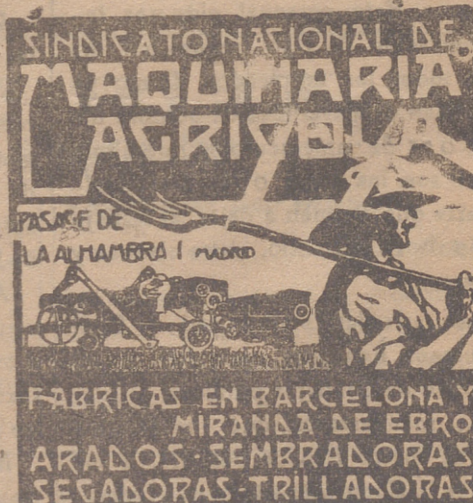 SINDICATO NACIONAL DE
MAQUINARIA
AGRICOLA
PASAGE DE
LA ALHAMBRA 1 MADRID
FABRICAS EN BARCELONA Y
MIRANDA DE EBRO
ARADOS-SEMBRADORAS
SEGADORAS-TRILLADORAS